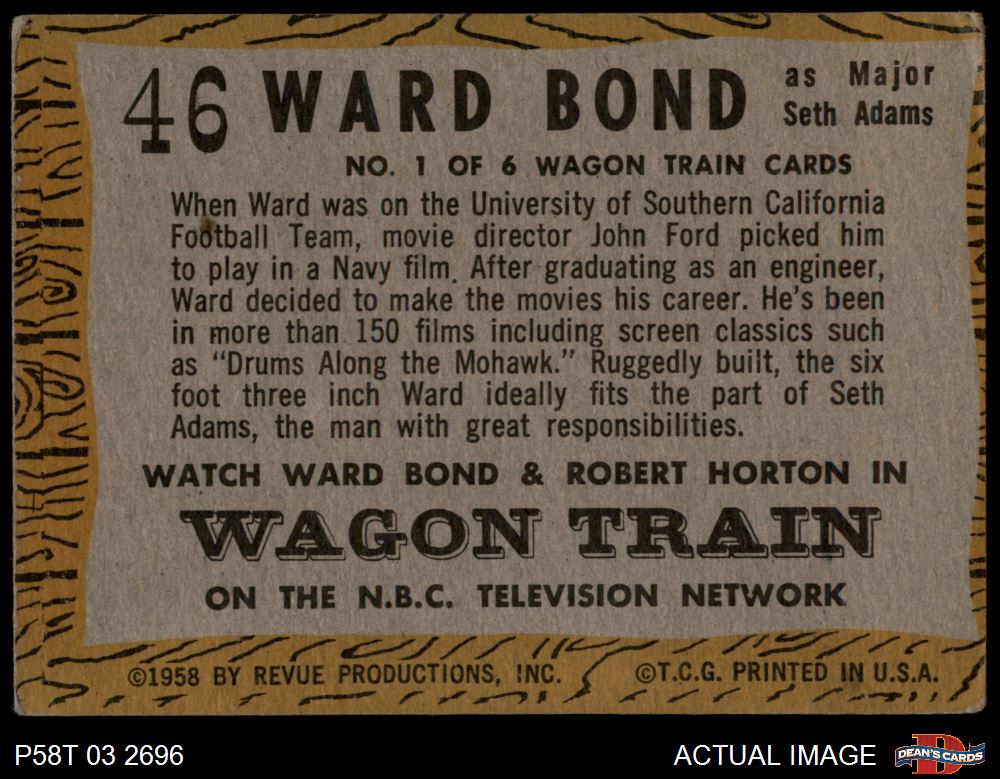 46 WARD BOND as Major
Seth Adams
NO. 1 OF 6 WAGON TRAIN CARDS
When Ward was on the University of Southern California
Football Team, movie director John Ford picked him
to play in a Navy film. After graduating as an engineer,
Ward decided to make the movies his career. He's been
in more than 150 films including screen classics such
as "Drums Along the Mohawk." Ruggedly built, the six
foot three inch Ward ideally fits the part of Seth
Adams, the man with great responsibilities.
WATCH WARD BOND & ROBERT HORTON IN
WAGON TRAIN
ON THE N.B.C. TELEVISION NETWORK
©1958 BY REVUE PRODUCTIONS, INC. ©T.C.G. PRINTED IN U.S.A.
P58T 03 2696 ACTUAL IMAGE DEAN'S CARDS